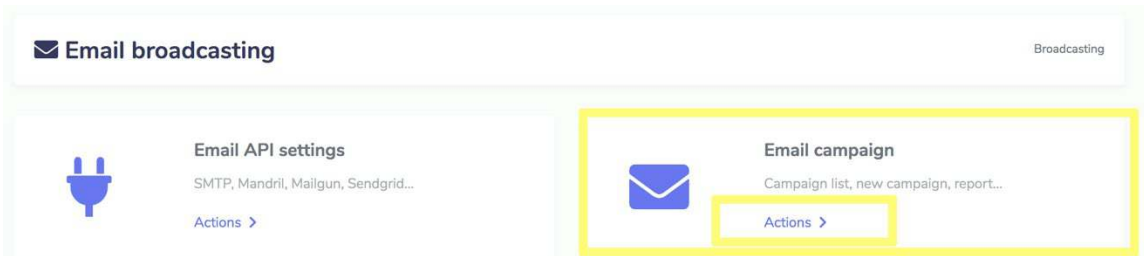 Email broadcasting
Broadcasting
Email API settings
SMTP, Mandril, Mailgun, Sendgrid...
Actions
Email campaign
Campaign list, new campaign, report...
Actions